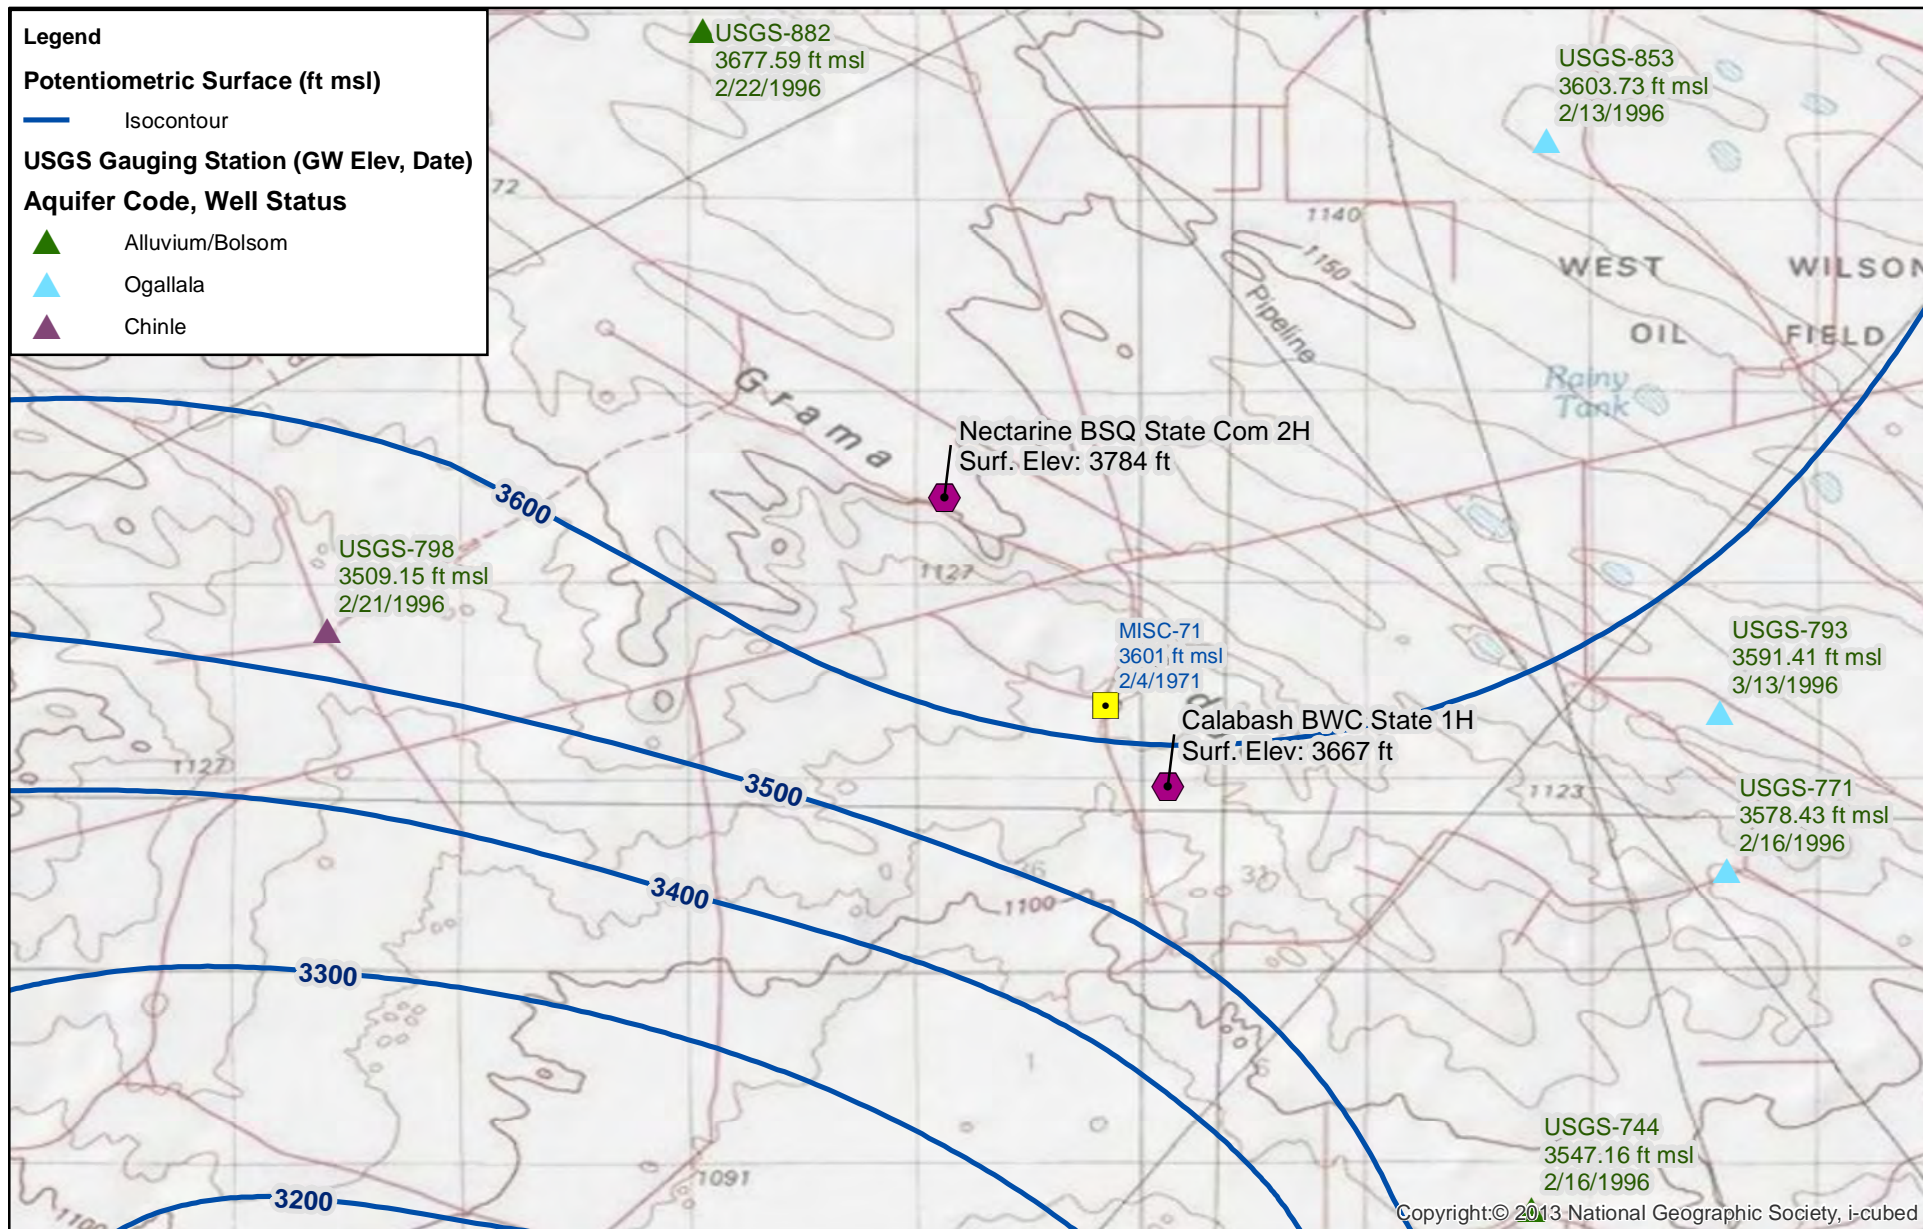 Legend
Potentiometric Surface (ft msl)
Isocontour
USGS Gauging Station (GW Elev, Date)
Aquifer Code, Well Status
Alluvium/Bolsom
Ogallala
Chinle
USGS-882
3677.59 ft msl
2/22/1996
USGS-853
3603.73 ft msl
2/13/1996
72
1140
1150
Pipeline
WEST WILSON
OIL FIELD
Rainy
Tank
Grama
Nectarine BSQ State Com 2H
Surf. Elev: 3784 ft
3600
USGS-798
3509.15 ft msl
2/21/1996
1127
MISC-71
3601 ft msl
2/4/1971
USGS-793
3591.41 ft msl
3/13/1996
Calabash BWC State 1H
Surf. Elev: 3667 ft
1127
3500
1123
USGS-771
3578.43 ft msl
2/16/1996
3400
36
31
1100
3300
1
6
USGS-744
3547.16 ft msl
2/16/1996
1091
3200
1100
Copyright:© 2013 National Geographic Society, i-cubed